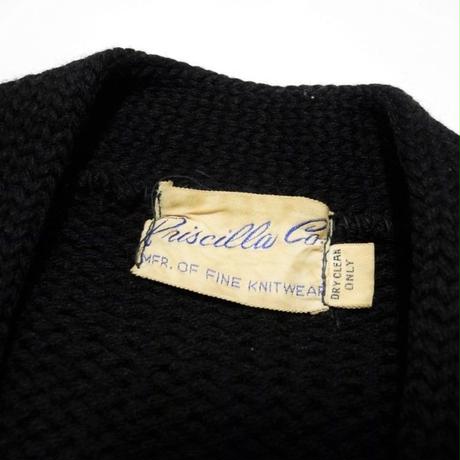 Priscilla Co.
MFR. OF FINE KNITWEAR
DRY CLEAN
ONLY